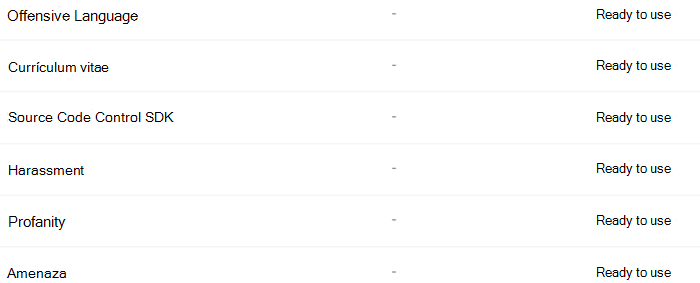 Offensive Language - Ready to use
Currículum vitae - Ready to use
Source Code Control SDK - Ready to use
Harassment - Ready to use
Profanity - Ready to use
Amenaza - Ready to use